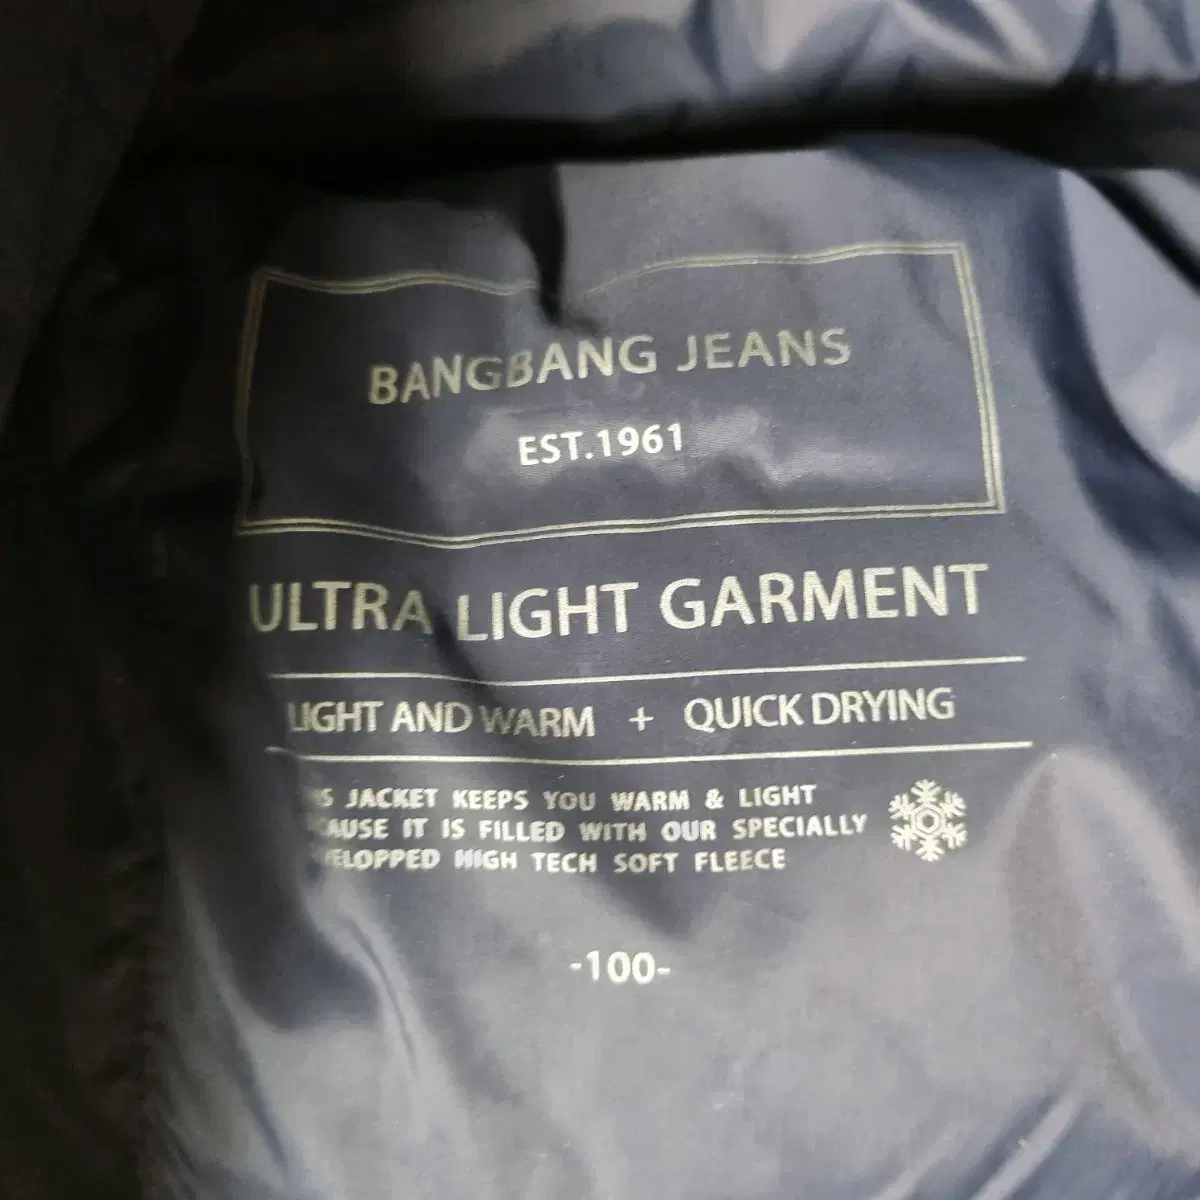 BANGBANG JEANS
EST.1961
ULTRA LIGHT GARMENT
LIGHT AND WARM + QUICK DRYING
JACKET KEEPS YOU WARM & LIGHT
IT IS FILLED WITH OUR SPECIALLY
HIGH TECH SOFT FLEECE
-100-